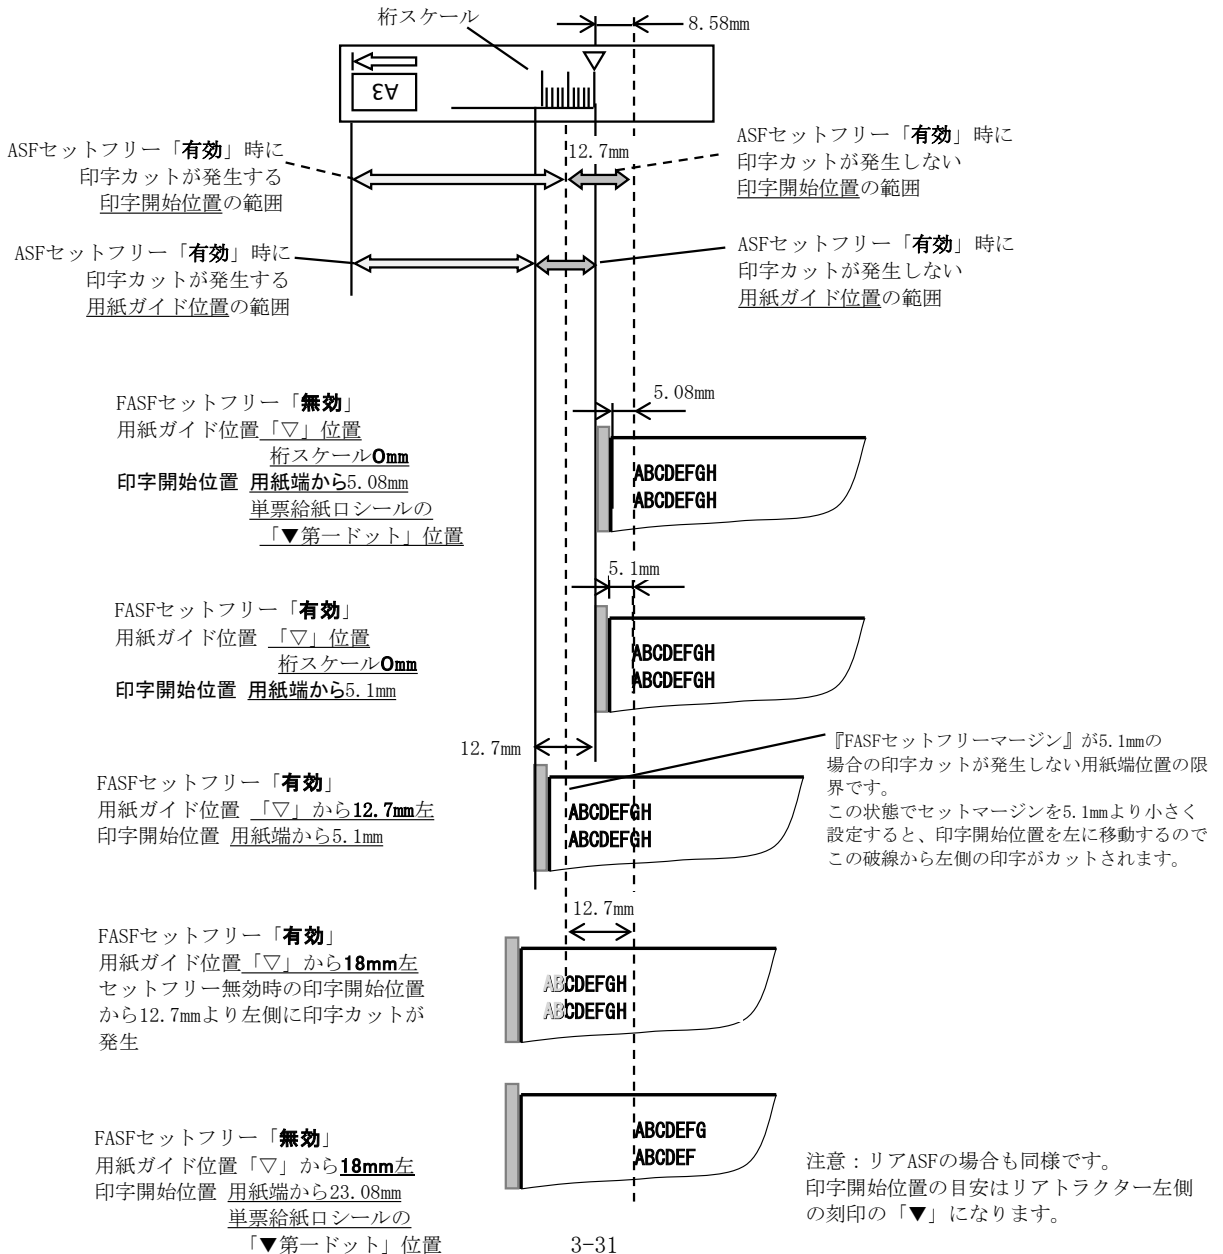 桁スケール
8.58mm
A3
ASFセットフリー「有効」時に
印字カットが発生する
印字開始位置の範囲
12.7mm
ASFセットフリー「有効」時に
印字カットが発生しない
印字開始位置の範囲
ASFセットフリー「有効」時に
印字カットが発生する
用紙ガイド位置の範囲
ASFセットフリー「有効」時に
印字カットが発生しない
用紙ガイド位置の範囲
FASFセットフリー「無効」
用紙ガイド位置「▽」位置
桁スケール0mm
印字開始位置 用紙端から5.08mm
単票給紙口シールの
「▼第一ドット」位置
5.08mm
ABCDEFGH
ABCDEFGH
FASFセットフリー「有効」
用紙ガイド位置 「▽」位置
桁スケール0mm
印字開始位置 用紙端から5.1mm
5.1mm
ABCDEFGH
ABCDEFGH
12.7mm
FASFセットフリー「有効」
用紙ガイド位置 「▽」から12.7mm左
印字開始位置 用紙端から5.1mm
ABCDEFGH
ABCDEFGH
『FASFセットフリーマージン』が5.1mmの
場合の印字カットが発生しない用紙端位置の限
界です。
この状態でセットマージンを5.1mmより小さく
設定すると、印字開始位置を左に移動するので
この破線から左側の印字がカットされます。
FASFセットフリー「有効」
用紙ガイド位置「▽」から18mm左
セットフリー無効時の印字開始位置
から12.7mmより左側に印字カットが
発生
12.7mm
ABCDEFGH
ABCDEFGH
FASFセットフリー「無効」
用紙ガイド位置「▽」から18mm左
印字開始位置 用紙端から23.08mm
単票給紙口シールの
「▼第一ドット」位置
ABCDEFG
ABCDEF
注意：リアASFの場合も同様です。
印字開始位置の目安はリアトラクター左側
の刻印の「▼」になります。
3-31